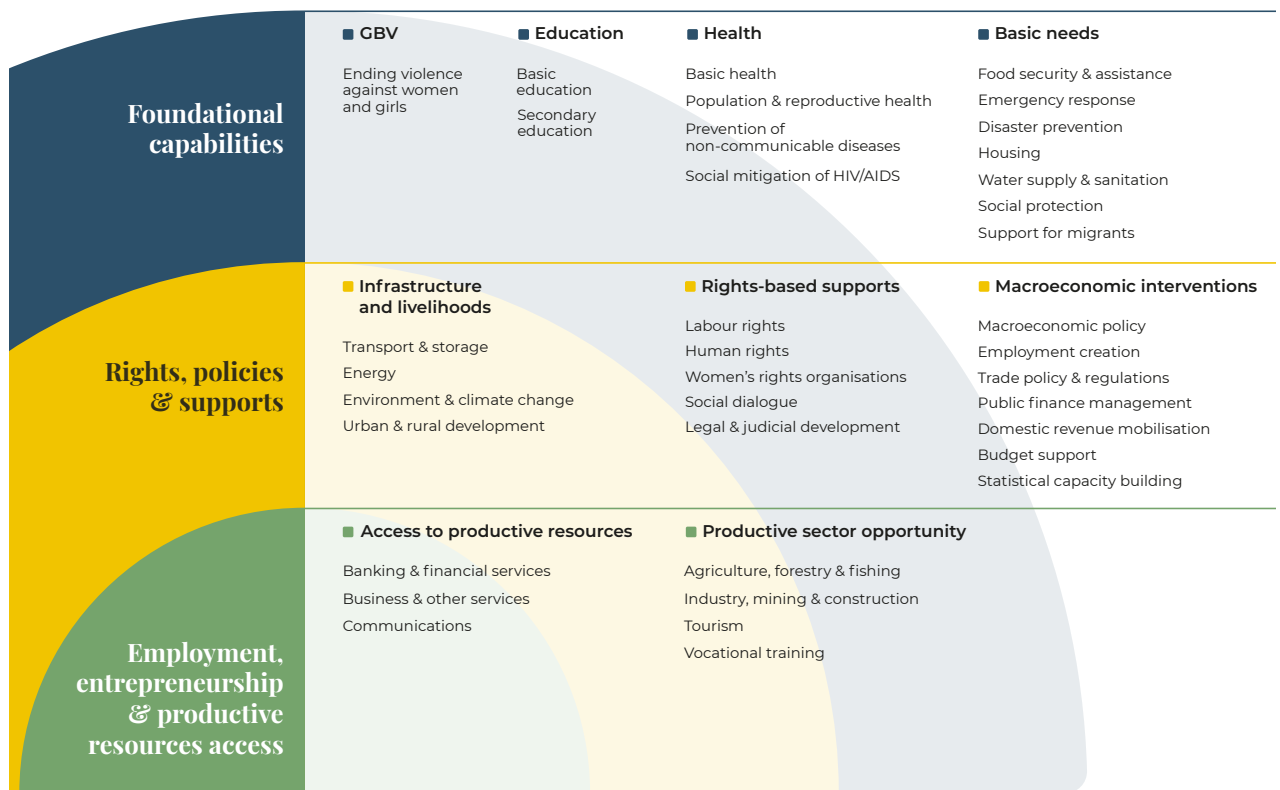 Foundational
capabilities
GBV
Ending violence
against women
and girls
Education
Basic
education
Secondary
education
Health
Basic health
Population & reproductive health
Prevention of
non-communicable diseases
Social mitigation of HIV/AIDS
Basic needs
Food security & assistance
Emergency response
Disaster prevention
Housing
Water supply & sanitation
Social protection
Support for migrants
Rights, policies
& supports
Infrastructure
and livelihoods
Transport & storage
Energy
Environment & climate change
Urban & rural development
Rights-based supports
Labour rights
Human rights
Women’s rights organisations
Social dialogue
Legal & judicial development
Macroeconomic interventions
Macroeconomic policy
Employment creation
Trade policy & regulations
Public finance management
Domestic revenue mobilisation
Budget support
Statistical capacity building
Employment,
entrepreneurship
& productive
resources access
Access to productive resources
Banking & financial services
Business & other services
Communications
Productive sector opportunity
Agriculture, forestry & fishing
Industry, mining & construction
Tourism
Vocational training